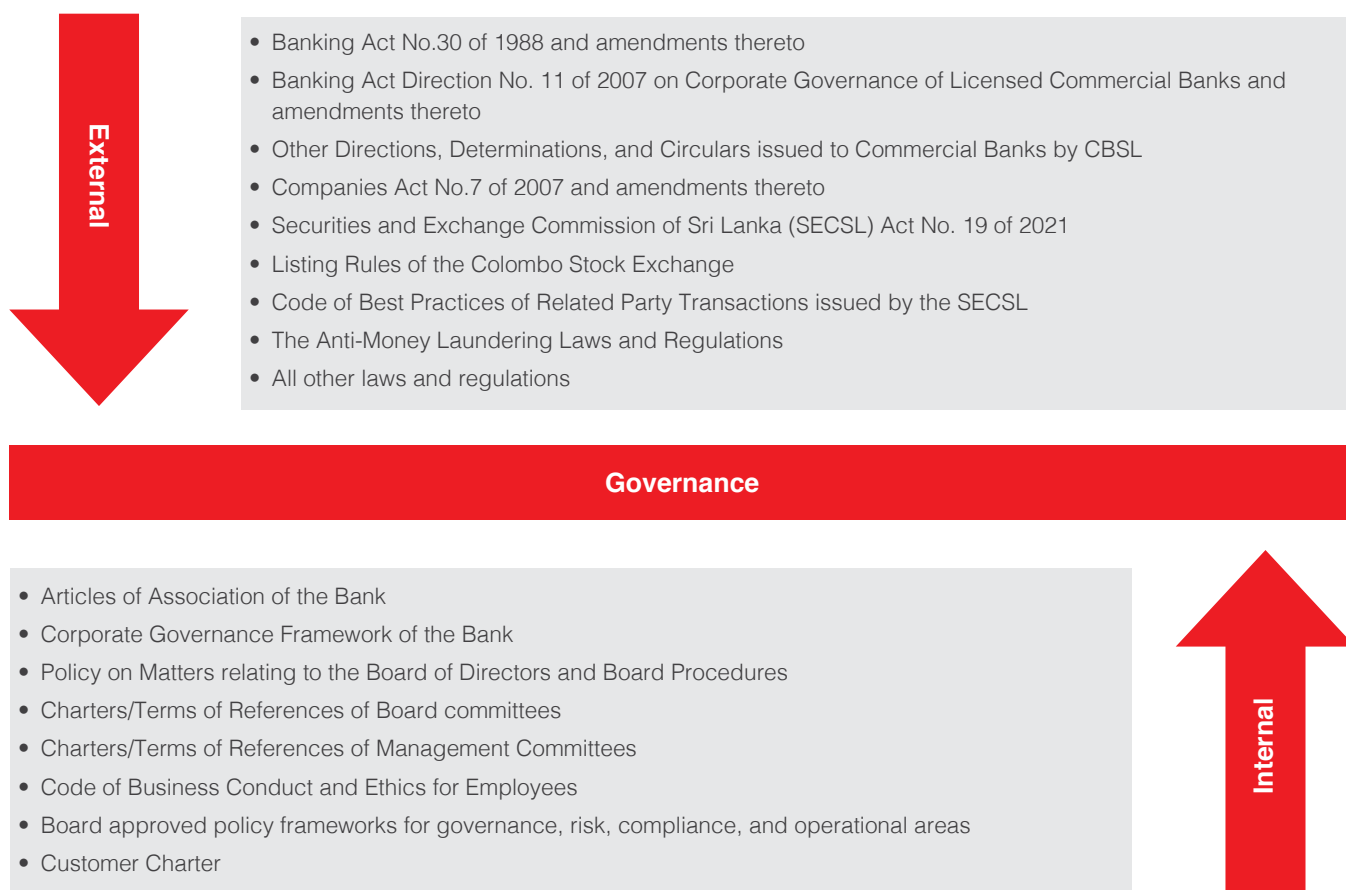 External
• Banking Act No.30 of 1988 and amendments thereto
• Banking Act Direction No. 11 of 2007 on Corporate Governance of Licensed Commercial Banks and
amendments thereto
• Other Directions, Determinations, and Circulars issued to Commercial Banks by CBSL
• Companies Act No.7 of 2007 and amendments thereto
• Securities and Exchange Commission of Sri Lanka (SECSL) Act No. 19 of 2021
• Listing Rules of the Colombo Stock Exchange
• Code of Best Practices of Related Party Transactions issued by the SECSL
• The Anti-Money Laundering Laws and Regulations
• All other laws and regulations
Governance
• Articles of Association of the Bank
• Corporate Governance Framework of the Bank
• Policy on Matters relating to the Board of Directors and Board Procedures
• Charters/Terms of References of Board committees
• Charters/Terms of References of Management Committees
• Code of Business Conduct and Ethics for Employees
• Board approved policy frameworks for governance, risk, compliance, and operational areas
• Customer Charter
Internal